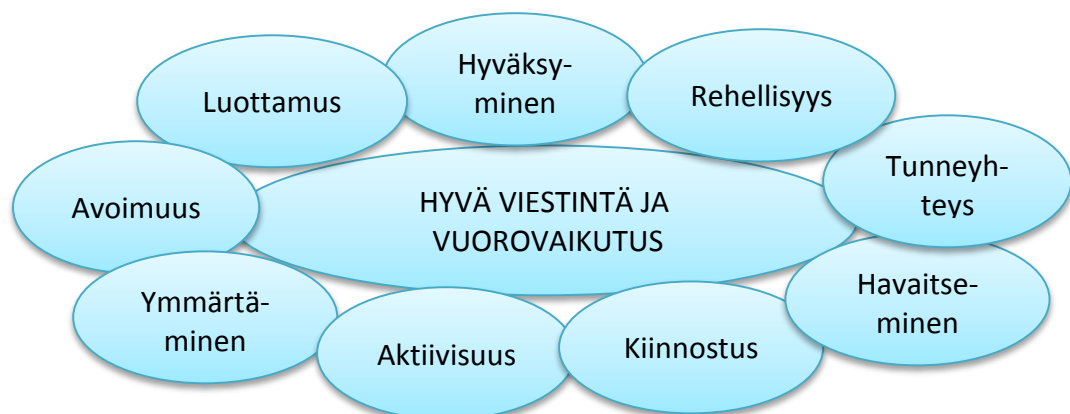 Hyväksy-
minen
Luottamus
Rehellisyys
Tunneyh-
teys
Avoimuus
HYVÄ VIESTINTÄ JA
VUOROVAIKUTUS
Havaitse-
minen
Ymmärtä-
minen
Aktiivisuus
Kiinnostus